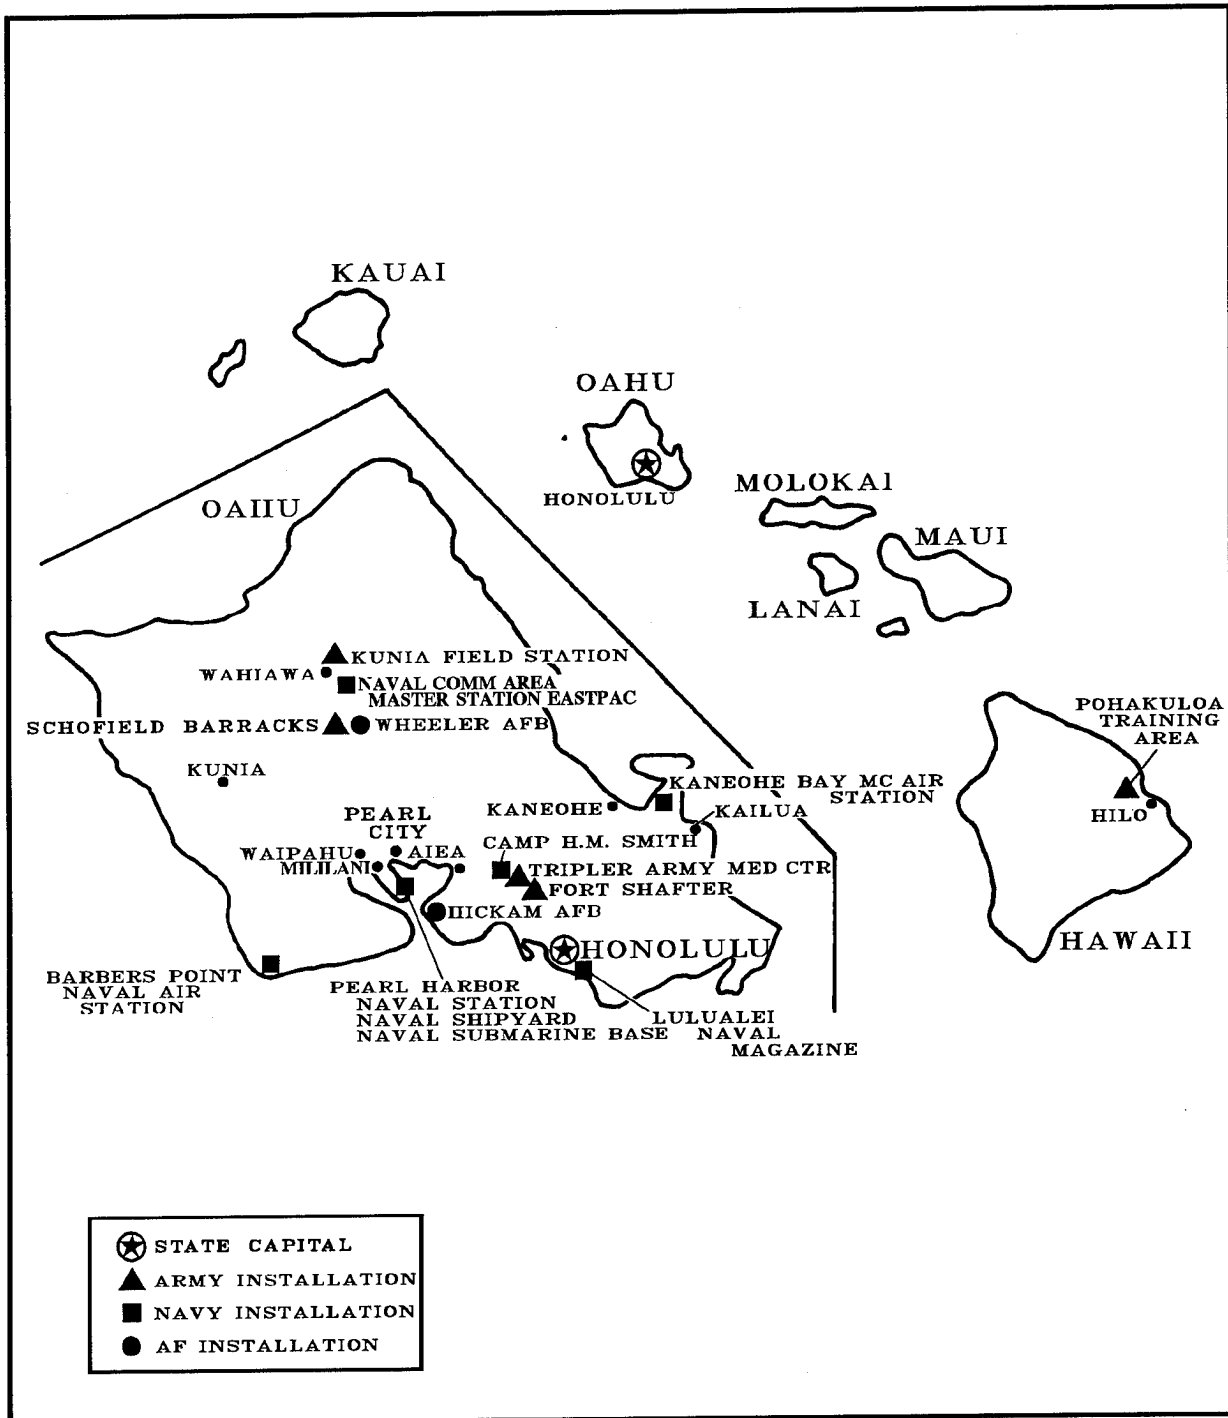 KAUAI
OAHU
HONOLULU
MOLOKAI
MAUI
LANAI
OAHU
KUNIA FIELD STATION
WAHIAWA
NAVAL COMM AREA
MASTER STATION EASTPAC
SCHOFIELD BARRACKS
WHEELER AFB
KUNIA
POHAKULOA
TRAINING
AREA
HILO
HAWAII
KANEOHE BAY MC AIR
STATION
KANEOHE
KAILUA
PEARL
CITY
CAMP H.M. SMITH
WAIPAHU
AIEA
MILILANI
TRIPLER ARMY MED CTR
FORT SHAFTER
HICKAM AFB
HONOLULU
BARBERS POINT
NAVAL AIR
STATION
PEARL HARBOR
NAVAL STATION
NAVAL SHIPYARD
NAVAL SUBMARINE BASE
LULUALEI
NAVAL
MAGAZINE
STATE CAPITAL
ARMY INSTALLATION
NAVY INSTALLATION
AF INSTALLATION